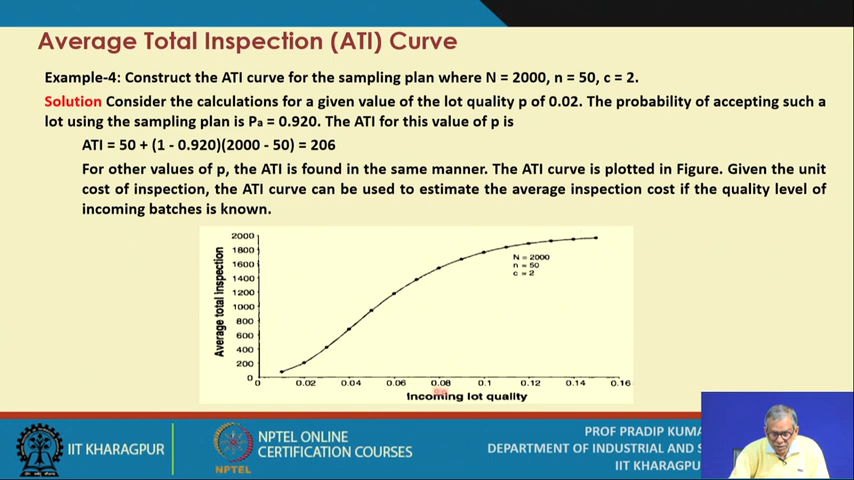 Average Total Inspection (ATI) Curve
Example-4: Construct the ATI curve for the sampling plan where N = 2000, n = 50, c = 2.
Solution Consider the calculations for a given value of the lot quality p of 0.02. The probability of accepting such a
lot using the sampling plan is Pa = 0.920. The ATI for this value of p is
ATI = 50 + (1 - 0.920)(2000 - 50) = 206
For other values of p, the ATI is found in the same manner. The ATI curve is plotted in Figure. Given the unit
cost of inspection, the ATI curve can be used to estimate the average inspection cost if the quality level of
incoming batches is known.
Average total inspection
2000
1800
1600
1400
1200
1000
800
600
400
200
0
N = 2000
n = 50
c = 2
0 0.02 0.04 0.06 0.08 0.1 0.12 0.14 0.16
Incoming lot quality
IIT KHARAGPUR
NPTEL
NPTEL ONLINE
CERTIFICATION COURSES
PROF PRADIP KUMA
DEPARTMENT OF INDUSTRIAL AND S
IIT KHARAGPU